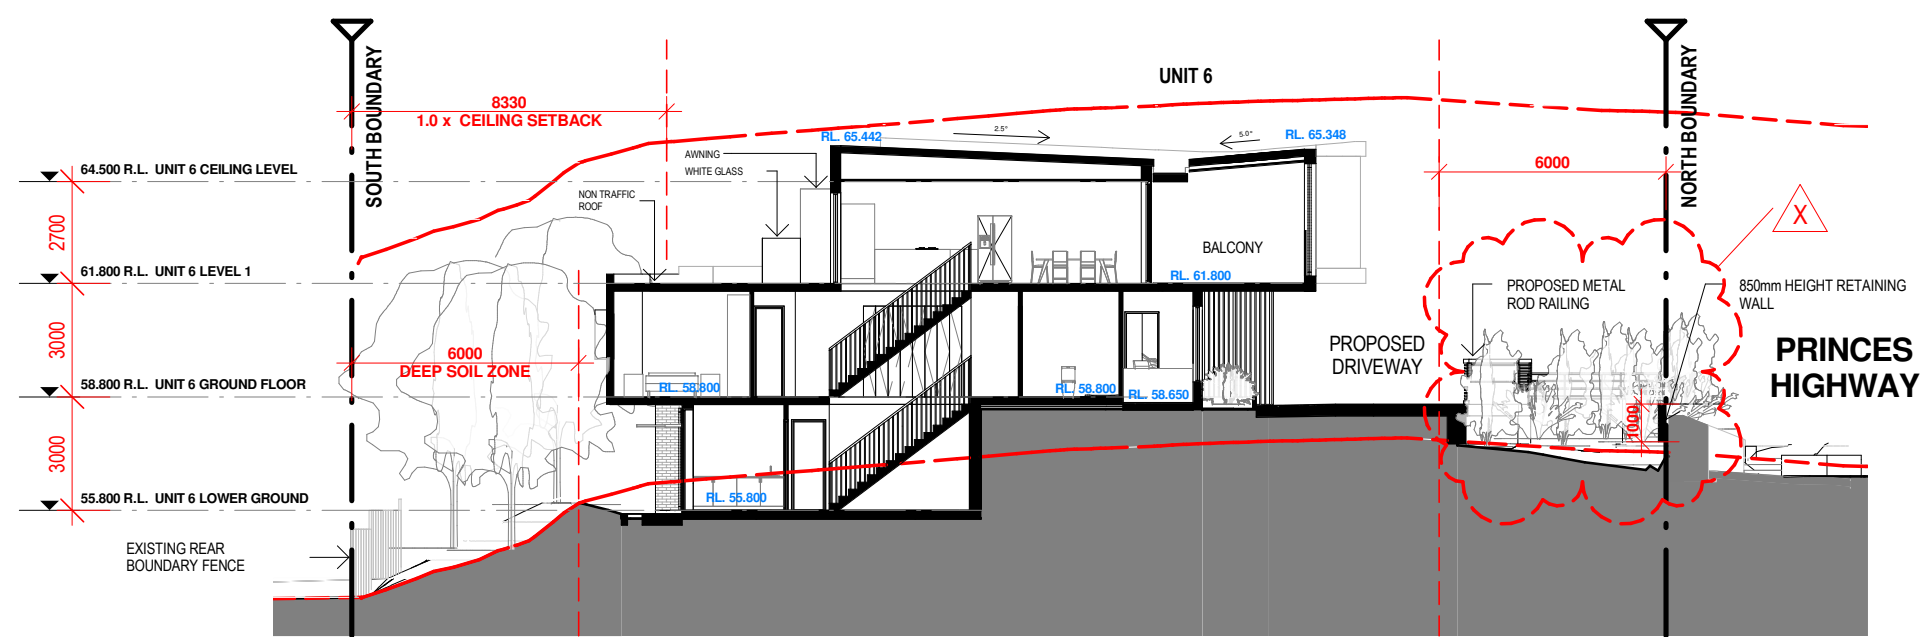 UNIT 6
SOUTH BOUNDARY
NORTH BOUNDARY
8330
1.0 x CEILING SETBACK
RL. 65.442
2.5°
5.0°
RL. 65.348
AWNING
WHITE GLASS
NON TRAFFIC
ROOF
6000
64.500 R.L. UNIT 6 CEILING LEVEL
2700
61.800 R.L. UNIT 6 LEVEL 1
3000
58.800 R.L. UNIT 6 GROUND FLOOR
3000
55.800 R.L. UNIT 6 LOWER GROUND
X
BALCONY
RL. 61.800
PROPOSED METAL
ROD RAILING
850mm HEIGHT RETAINING
WALL
PROPOSED
DRIVEWAY
PRINCES
HIGHWAY
6000
DEEP SOIL ZONE
RL. 58.800
RL. 58.800
RL. 58.650
1000
RL. 55.800
EXISTING REAR
BOUNDARY FENCE